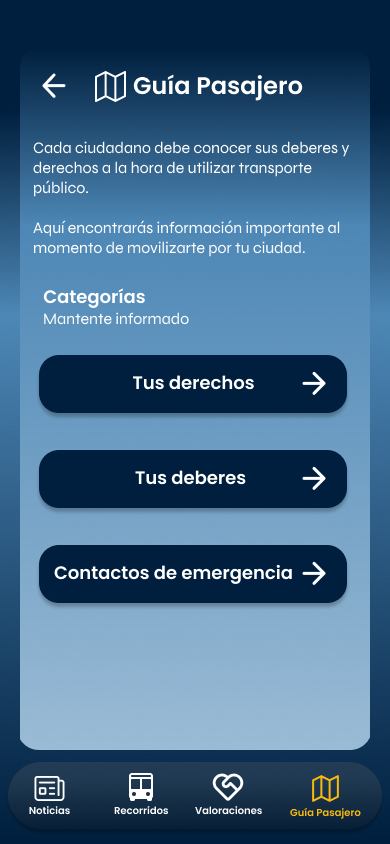 Guía Pasajero
Cada ciudadano debe conocer sus deberes y
derechos a la hora de utilizar transporte
público.
Aquí encontrarás información importante al
momento de movilizarte por tu ciudad.
Categorías
Mantente informado
Tus derechos
Tus deberes
Contactos de emergencia
Noticias
Recorridos
Valoraciones
Guía Pasajero